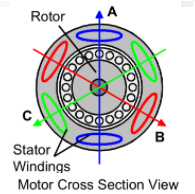 Rotor
A
C
B
Stator
Windings
Motor Cross Section View